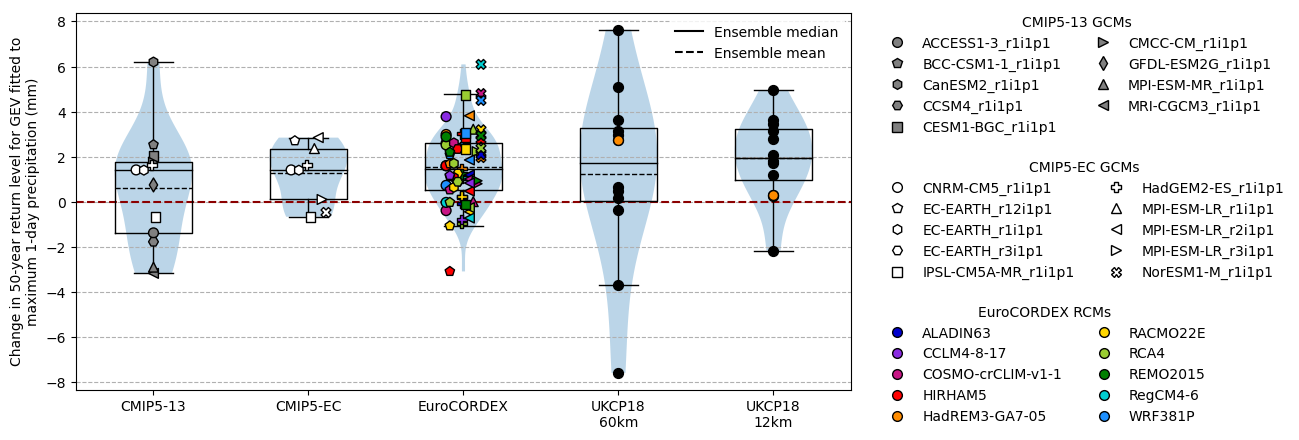 Change in 50-year return level for GEV fitted to
maximum 1-day precipitation (mm)
8
6
4
2
0
−2
−4
−6
−8
Ensemble median
Ensemble mean
CMIP5-13
CMIP5-EC
EuroCORDEX
UKCP18
60km
UKCP18
12km
CMIP5-13 GCMs
ACCESS1-3_r1i1p1
BCC-CSM1-1_r1i1p1
CanESM2_r1i1p1
CCSM4_r1i1p1
CESM1-BGC_r1i1p1
CMCC-CM_r1i1p1
GFDL-ESM2G_r1i1p1
MPI-ESM-MR_r1i1p1
MRI-CGCM3_r1i1p1
CMIP5-EC GCMs
CNRM-CM5_r1i1p1
EC-EARTH_r12i1p1
EC-EARTH_r1i1p1
EC-EARTH_r3i1p1
IPSL-CM5A-MR_r1i1p1
HadGEM2-ES_r1i1p1
MPI-ESM-LR_r1i1p1
MPI-ESM-LR_r2i1p1
MPI-ESM-LR_r3i1p1
NorESM1-M_r1i1p1
EuroCORDEX RCMs
ALADIN63
CCLM4-8-17
COSMO-crCLIM-v1-1
HIRHAM5
HadREM3-GA7-05
RACMO22E
RCA4
REMO2015
RegCM4-6
WRF381P